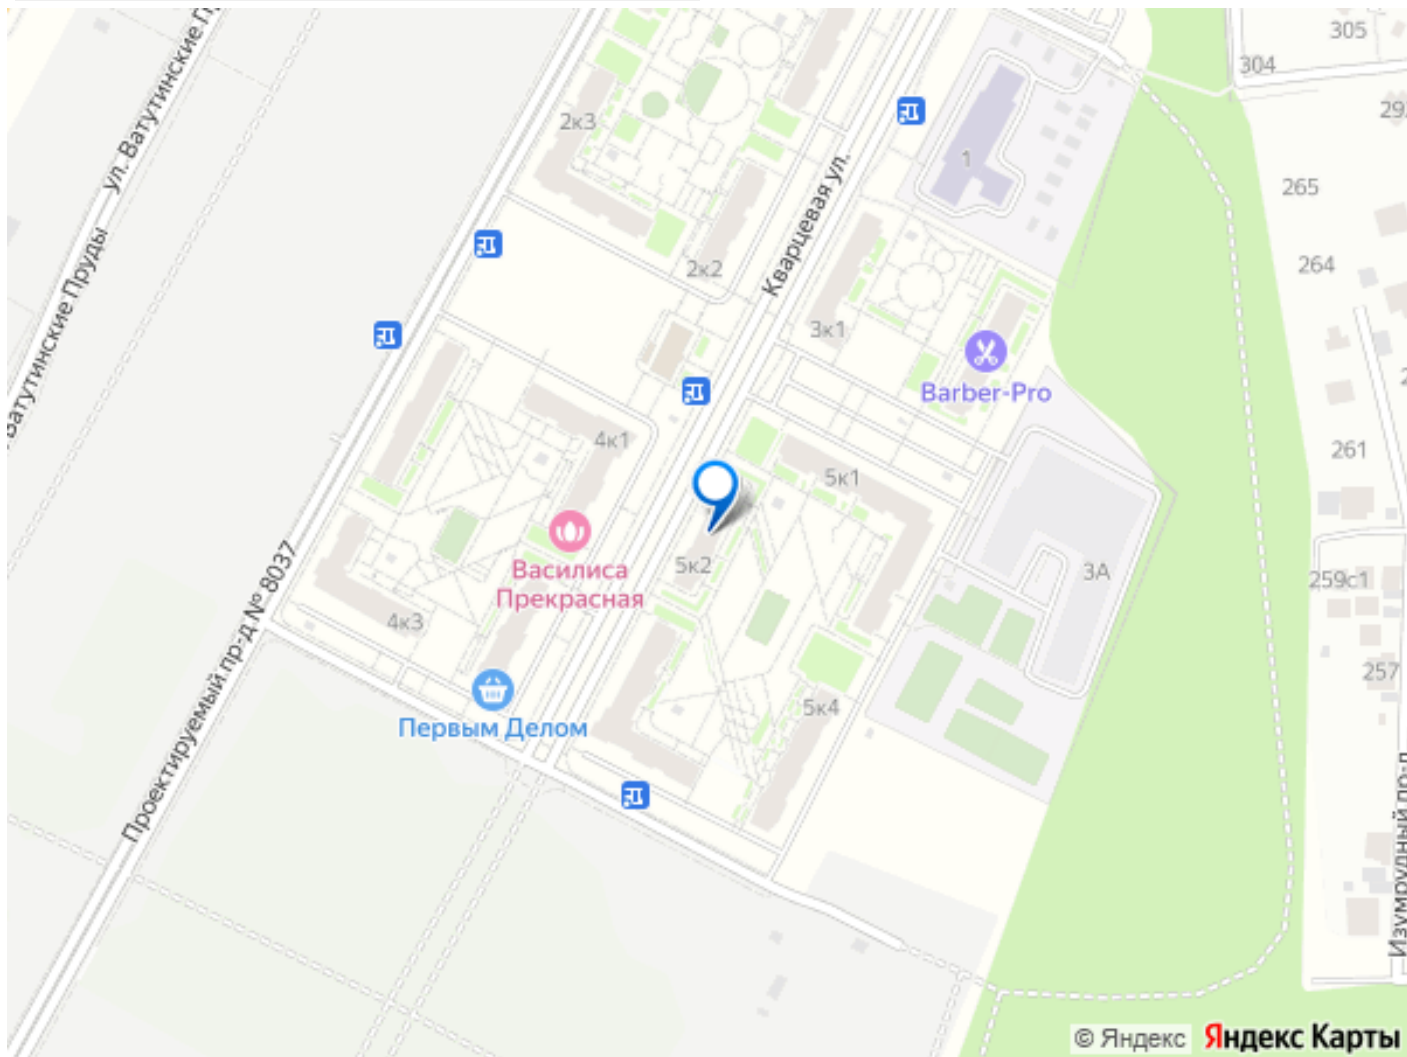 305
304
ул. Ватутинские
265
264
261
259с1
257
2к3
1
Кварцевая ул.
2к2
3к1
Barber-Pro
Ватутинские Пруды
4к1
5к1
Василиса
Прекрасная
5к2
3А
4к3
Проектируемый пр-д № 8037
5к4
Первым Делом
Изумрудный пр-д
© Яндекс
Яндекс Карты